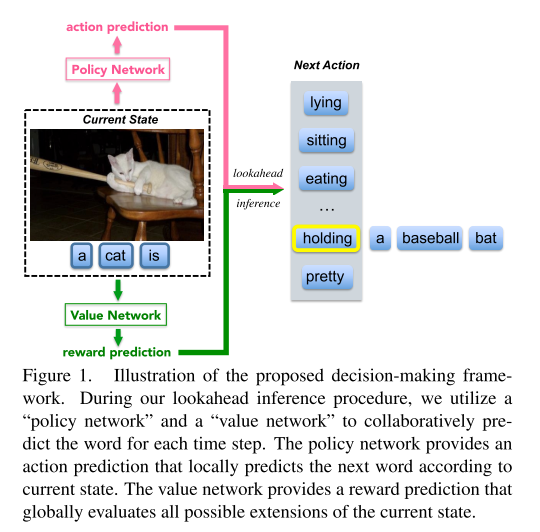 action prediction
Policy Network
Current State
a cat is
Value Network
reward prediction
lookahead
inference
Next Action
lying
sitting
eating
...
holding a baseball bat
pretty
Figure 1. Illustration of the proposed decision-making frame-
work. During our lookahead inference procedure, we utilize a
“policy network” and a “value network” to collaboratively pre-
dict the word for each time step. The policy network provides an
action prediction that locally predicts the next word according to
current state. The value network provides a reward prediction that
globally evaluates all possible extensions of the current state.